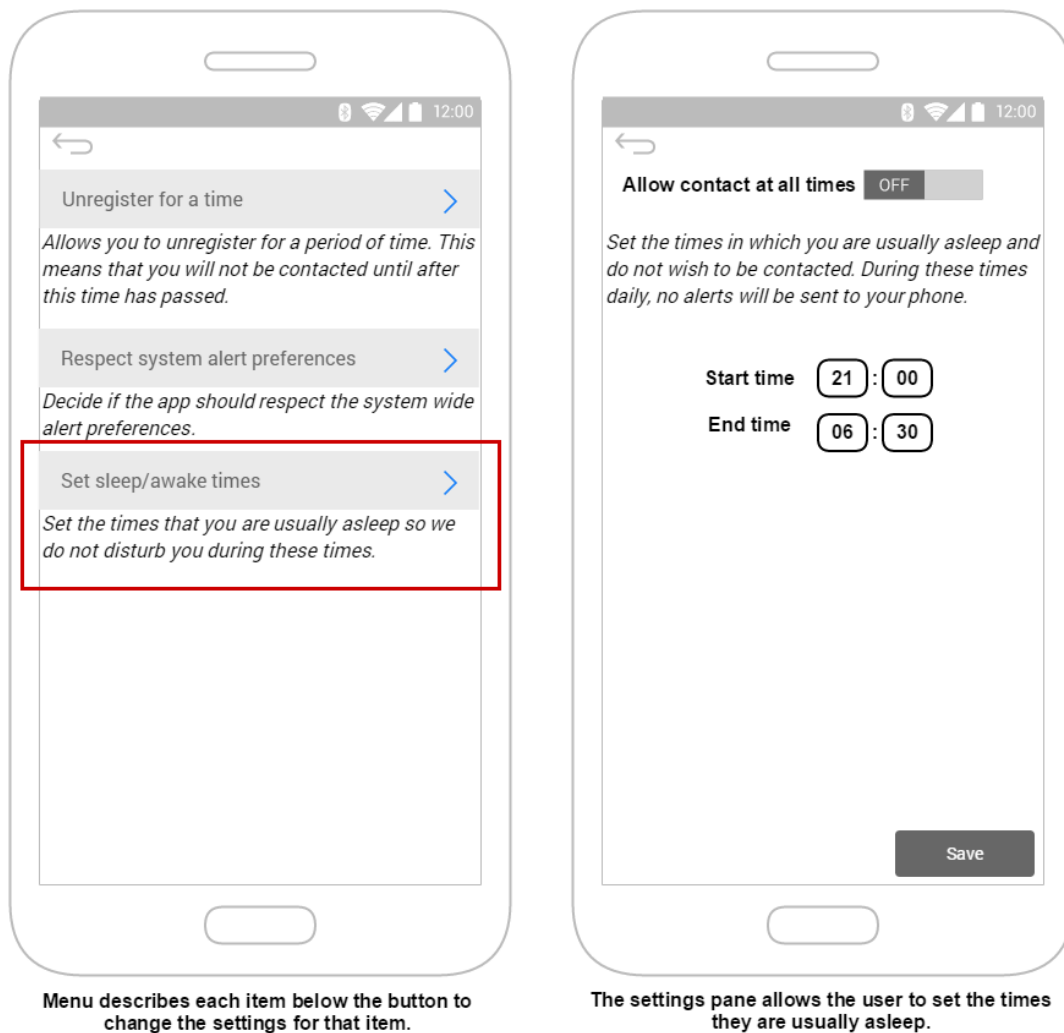 12:00
Unregister for a time
Allows you to unregister for a period of time. This
means that you will not be contacted until after
this time has passed.
Respect system alert preferences
Decide if the app should respect the system wide
alert preferences.
Set sleep/awake times
Set the times that you are usually asleep so we
do not disturb you during these times.
Menu describes each item below the button to
change the settings for that item.
12:00
Allow contact at all times OFF
Set the times in which you are usually asleep and
do not wish to be contacted. During these times
daily, no alerts will be sent to your phone.
Start time 21 : 00
End time 06 : 30
Save
The settings pane allows the user to set the times
they are usually asleep.